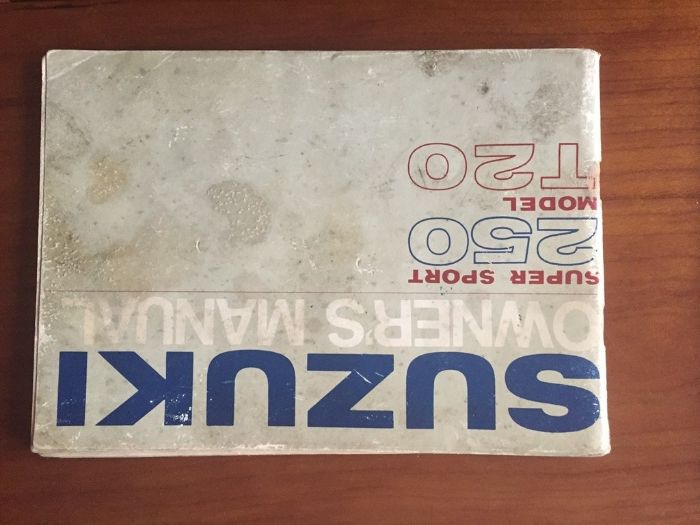 SUZUKI
OWNER'S MANUAL
SUPER SPORT
250
MODEL
T20